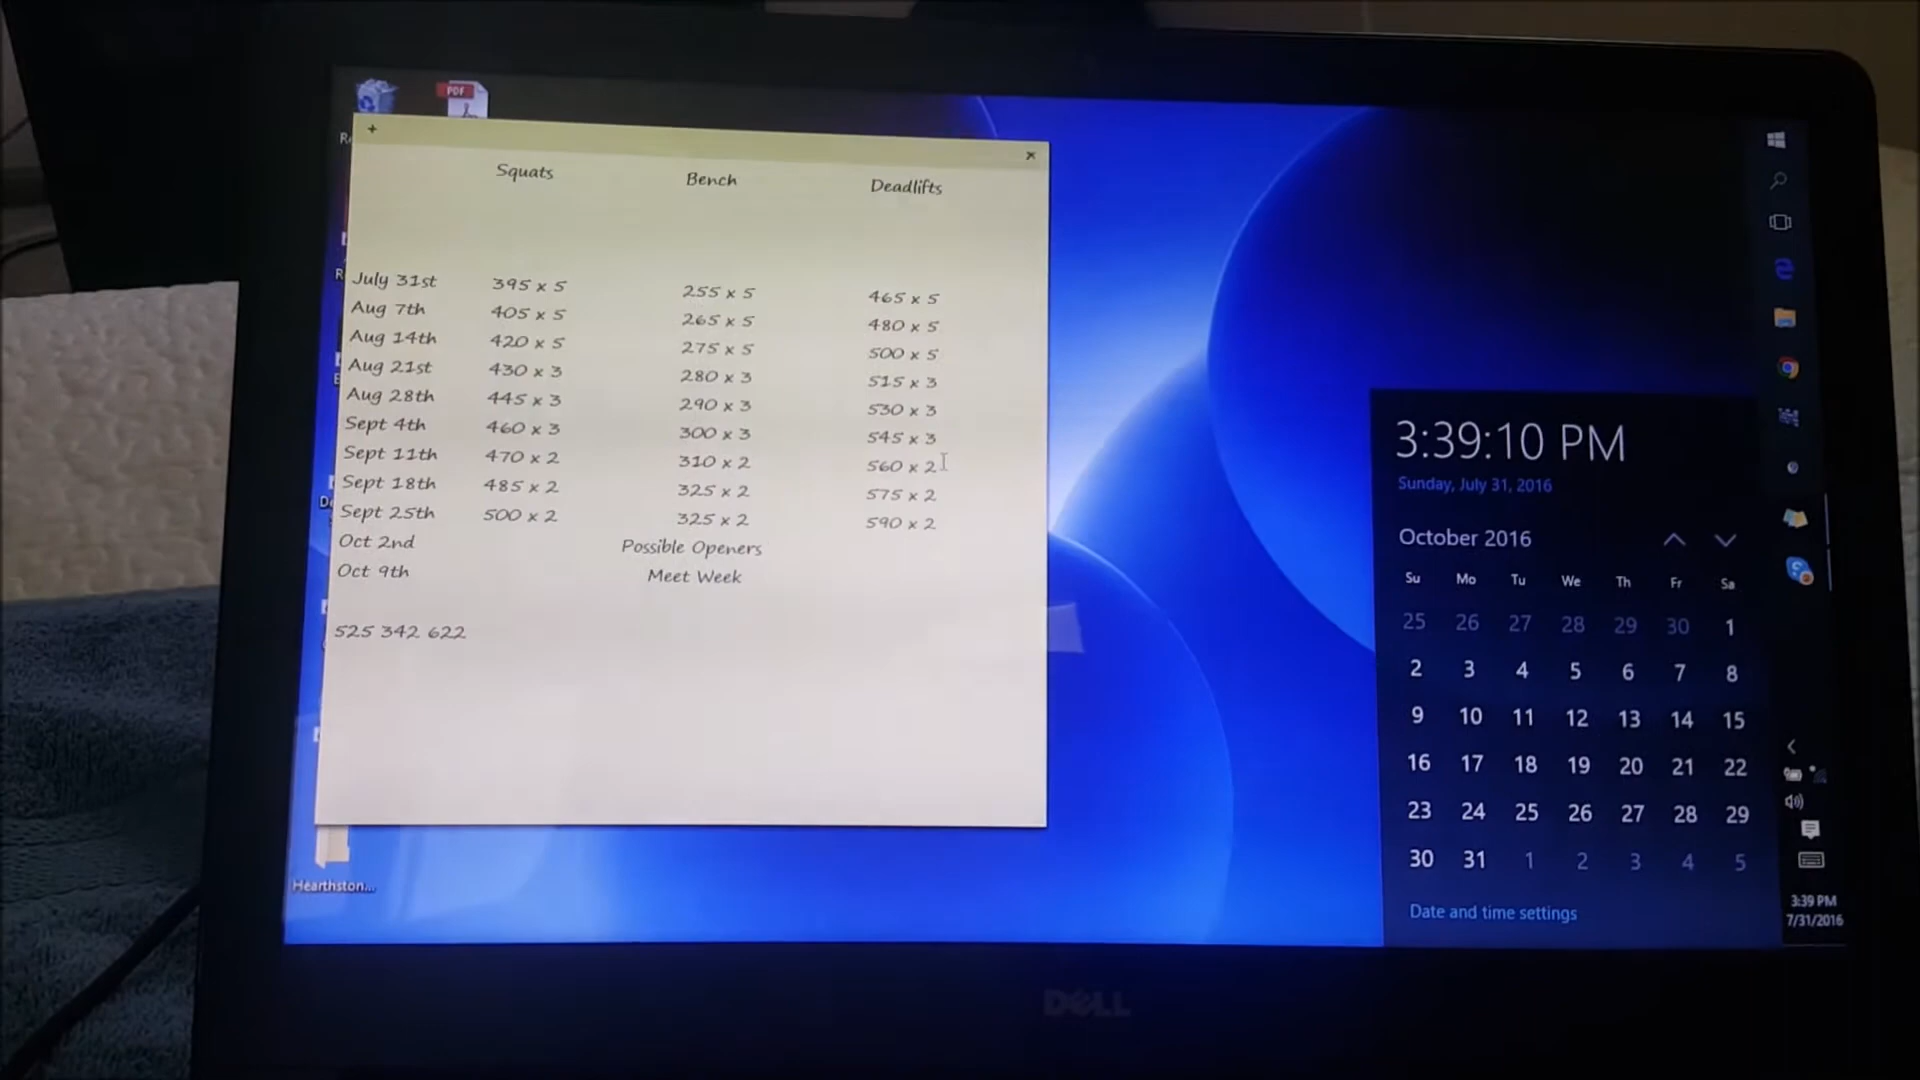 PDF
+ ×
Squats Bench Deadlifts
July 31st 395 x 5 255 x 5 465 x 5
Aug 7th 405 x 5 265 x 5 480 x 5
Aug 14th 420 x 5 275 x 5 500 x 5
Aug 21st 430 x 3 280 x 3 515 x 3
Aug 28th 445 x 3 290 x 3 530 x 3
Sept 4th 460 x 3 300 x 3 545 x 3
Sept 11th 470 x 2 310 x 2 560 x 2
Sept 18th 485 x 2 325 x 2 575 x 2
Sept 25th 500 x 2 325 x 2 590 x 2
Oct 2nd Possible Openers
Oct 9th Meet Week
525 342 622
Hearthston...
3:39:10 PM
Sunday, July 31, 2016
October 2016
Su Mo Tu We Th Fr Sa
25 26 27 28 29 30 1
2 3 4 5 6 7 8
9 10 11 12 13 14 15
16 17 18 19 20 21 22
23 24 25 26 27 28 29
30 31 1 2 3 4 5
Date and time settings
3:39 PM
7/31/2016
DELL